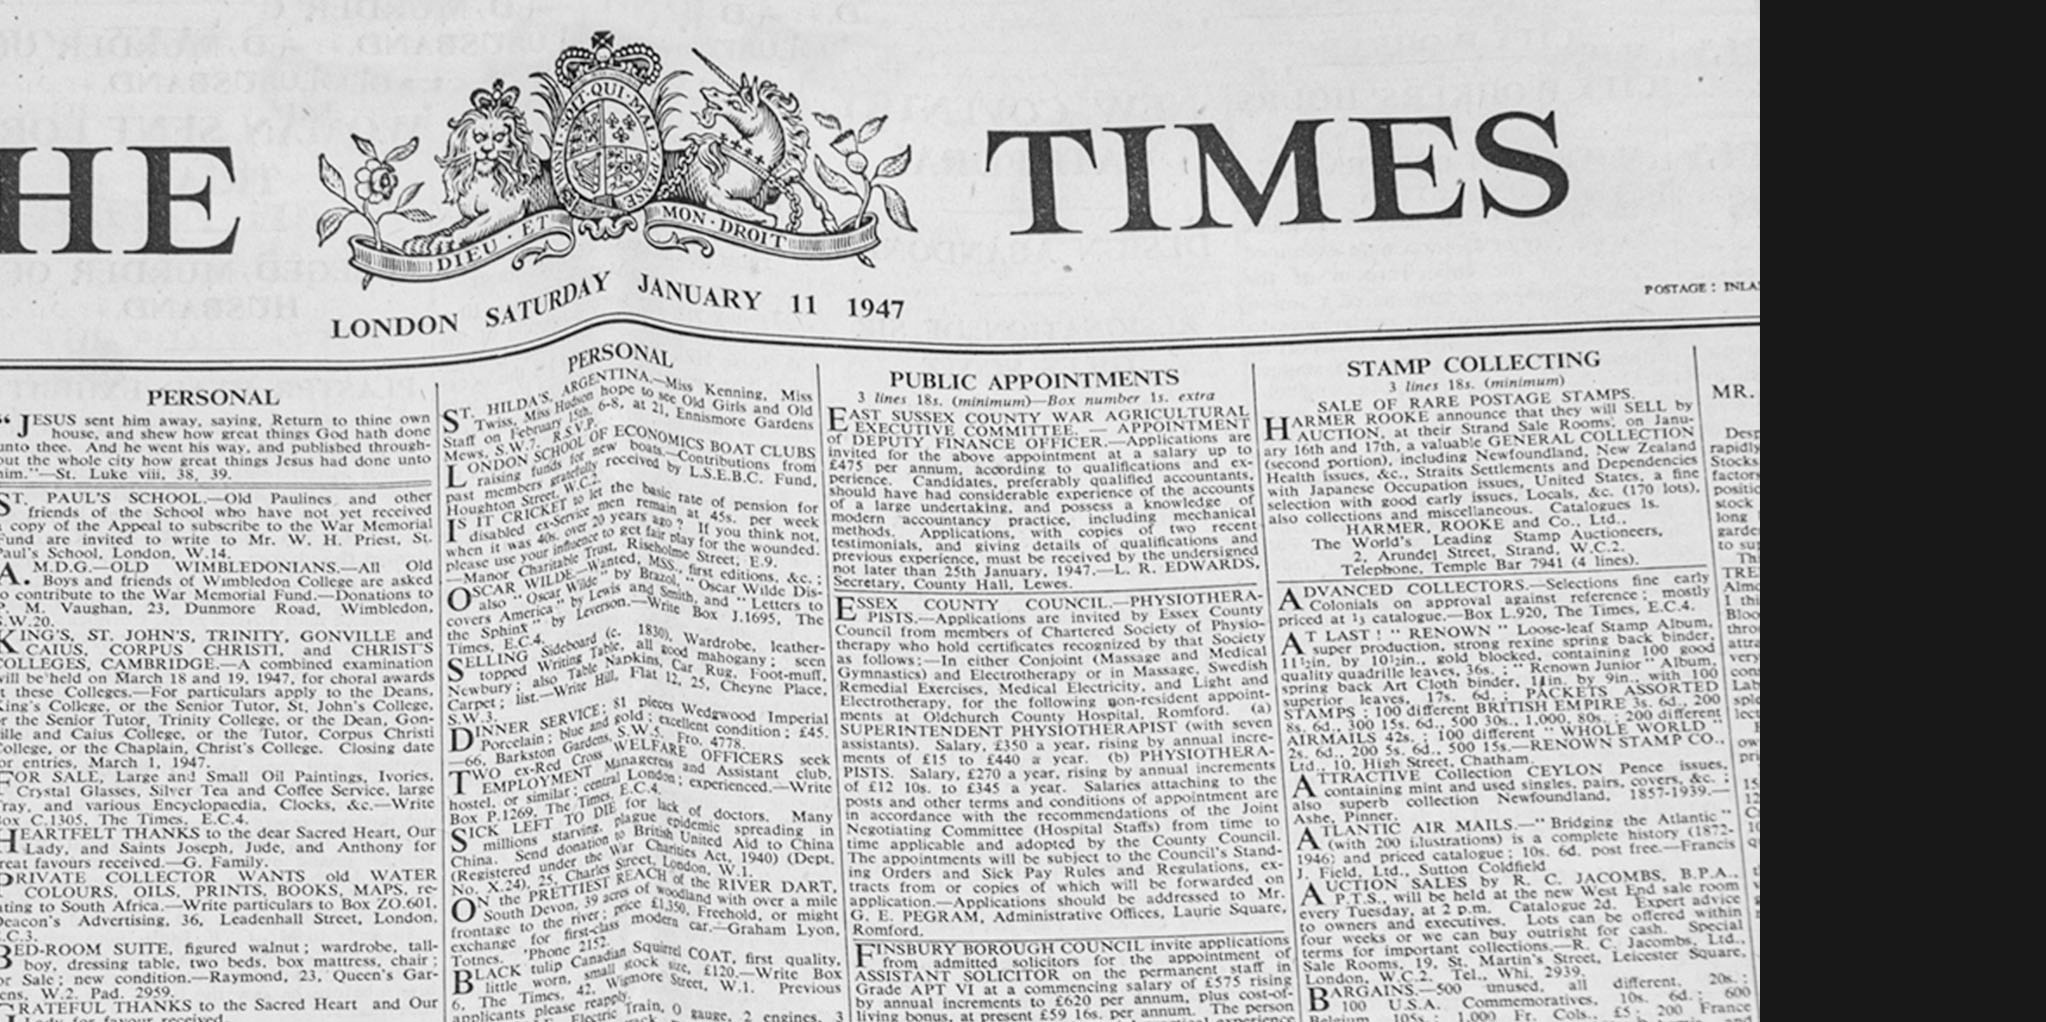 HE TIMES
HONI·SOIT·QUI·MAL·Y·PENSE
DIEU · ET MON · DROIT
LONDON SATURDAY JANUARY 11 1947
POSTAGE : INLA
PERSONAL
" JESUS sent him away, saying, Return to thine own
house, and shew how great things God hath done
unto thee. And he went his way, and published through-
out the whole city how great things Jesus had done unto
him."—St. Luke viii, 38, 39.
ST. PAUL'S SCHOOL.—Old Paulines and other
friends of the School who have not yet received
copy of the Appeal to subscribe to the War Memorial
Fund are invited to write to Mr. W. H. Priest, St.
Paul's School, London, W.14.
A. M.D.G.—OLD WIMBLEDONIANS.—All Old
Boys and friends of Wimbledon College are asked
o contribute to the War Memorial Fund.—Donations to
P. M. Vaughan, 23, Dunmore Road, Wimbledon,
S.W.20.
KING'S, ST. JOHN'S, TRINITY, GONVILLE and
CAIUS, CORPUS CHRISTI, and CHRIST'S
COLLEGES, CAMBRIDGE.—A combined examination
will be held on March 18 and 19, 1947, for choral awards
t these Colleges.—For particulars apply to the Deans,
King's College, or the Senior Tutor, St. John's College,
or the Senior Tutor, Trinity College, or the Dean, Gon-
ville and Caius College, or the Tutor, Corpus Christi
College, or the Chaplain, Christ's College. Closing date
or entries, March 1, 1947.
FOR SALE, Large and Small Oil Paintings, Ivories,
Crystal Glasses, Silver Tea and Coffee Service, large
Tray, and various Encyclopaedia, Clocks, &c.—Write
Box C.1305, The Times, E.C.4.
HEARTFELT THANKS to the dear Sacred Heart, Our
Lady, and Saints Joseph, Jude, and Anthony for
reat favours received.—G. Family.
PRIVATE COLLECTOR WANTS old WATER
COLOURS, OILS, PRINTS, BOOKS, MAPS, re-
ating to South Africa.—Write particulars to Box ZO.601,
Deacon's Advertising, 36, Leadenhall Street, London,
E.C.3.
BED-ROOM SUITE, figured walnut ; wardrobe, tall-
boy, dressing table, two beds, box mattress, chair ;
or Sale ; new condition.—Raymond, 23, Queen's Gar-
ens, W.2. Pad. 2959.
GRATEFUL THANKS to the Sacred Heart and Our
Lady for favour received.
PERSONAL
ST. HILDA'S, ARGENTINA.—Miss Kenning, Miss
Twiss, Miss Hudson hope to see Old Girls and Old
Staff on February 15th, 6-8, at 21, Ennismore Gardens
Mews, S.W.7. R.S.V.P.
LONDON SCHOOL OF ECONOMICS BOAT CLUBS
raising funds for new boats.—Contributions from
past members gratefully received by L.S.E.B.C. Fund,
Houghton Street, W.C.2.
IS IT CRICKET to let the basic rate of pension for
disabled ex-Service men remain at 45s. per week
when it was 40s. over 20 years ago ? If you think not,
please use your influence to get fair play for the wounded.
—Manor Charitable Trust, Riseholme Street, E.9.
OSCAR WILDE.—Wanted, MSS., first editions, &c. ;
also " Oscar Wilde " by Brazol, " Oscar Wilde Dis-
covers America " by Lewis and Smith, and " Letters to
the Sphinx " by Leverson.—Write Box J.1695, The
Times, E.C.4.
SELLING Sideboard (c. 1830), Wardrobe, leather-
topped Writing Table, all good mahogany ; seen
Newbury ; also Table Napkins, Car Rug, Foot-muff,
Carpet ; list.—Write Hill, Flat 12, 25, Cheyne Place,
S.W.3.
DINNER SERVICE ; 81 pieces Wedgwood Imperial
Porcelain ; blue and gold ; excellent condition ; £45.
—66, Barkston Gardens, S.W.5. Fro. 4778.
TWO ex-Red Cross WELFARE OFFICERS seek
EMPLOYMENT Manageress and Assistant club,
hostel, or similar ; central London ; experienced.—Write
Box P.1269, The Times, E.C.4.
SICK LEFT TO DIE for lack of doctors. Many
millions starving, plague epidemic spreading in
China. Send donation to British United Aid to China
(Registered under the War Charities Act, 1940) (Dept.
No. X.24), 25, Charles Street, London, W.1.
ON the PRETTIEST REACH of the RIVER DART,
South Devon, 39 acres of woodland with over a mile
frontage to the river ; price £1,350, Freehold, or might
exchange for first-class modern car.—Graham Lyon,
Totnes. 'Phone 2152.
BLACK tulip Canadian Squirrel COAT, first quality,
little worn, small stock size, £120.—Write Box
6, The Times, 42, Wigmore Street, W.1. Previous
applicants please reapply.
Electric Train, 0 gauge, 2 engines, 3
PUBLIC APPOINTMENTS
3 lines 18s. (minimum)—Box number 1s. extra
EAST SUSSEX COUNTY WAR AGRICULTURAL
EXECUTIVE COMMITTEE. — APPOINTMENT
of DEPUTY FINANCE OFFICER.—Applications are
invited for the above appointment at a salary up to
£475 per annum, according to qualifications and ex-
perience. Candidates, preferably qualified accountants,
should have had considerable experience of the accounts
of a large undertaking, and possess a knowledge of
modern accountancy practice, including mechanical
methods. Applications, with copies of two recent
testimonials, and giving details of qualifications and
previous experience, must be received by the undersigned
not later than 25th January, 1947.—L. R. EDWARDS,
Secretary, County Hall, Lewes.
ESSEX COUNTY COUNCIL.—PHYSIOTHERA-
PISTS.—Applications are invited by Essex County
Council from members of Chartered Society of Physio-
therapy who hold certificates recognized by that Society
as follows:—In either Conjoint (Massage and Medical
Gymnastics) and Electrotherapy or in Massage, Swedish
Remedial Exercises, Medical Electricity, and Light and
Electrotherapy, for the following non-resident appoint-
ments at Oldchurch County Hospital, Romford. (a)
SUPERINTENDENT PHYSIOTHERAPIST (with seven
assistants). Salary, £350 a year, rising by annual incre-
ments of £15 to £440 a year. (b) PHYSIOTHERA-
PISTS. Salary, £270 a year, rising by annual increments
of £12 10s. to £345 a year. Salaries attaching to the
posts and other terms and conditions of appointment are
in accordance with the recommendations of the Joint
Negotiating Committee (Hospital Staffs) from time to
time applicable and adopted by the County Council.
The appointments will be subject to the Council's Stand-
ing Orders and Sick Pay Rules and Regulations, ex-
tracts from or copies of which will be forwarded on
application.—Applications should be addressed to Mr.
G. E. PEGRAM, Administrative Offices, Laurie Square,
Romford.
FINSBURY BOROUGH COUNCIL invite applications
from admitted solicitors for the appointment of
ASSISTANT SOLICITOR on the permanent staff in
Grade APT VI at a commencing salary of £575 rising
by annual increments to £620 per annum, plus cost-of-
living bonus, at present £59 16s. per annum. The person
STAMP COLLECTING
3 lines 18s. (minimum)
SALE OF RARE POSTAGE STAMPS.
HARMER ROOKE announce that they will SELL by
AUCTION, at their Strand Sale Rooms, on Janu-
ary 16th and 17th, a valuable GENERAL COLLECTION
(second portion), including Newfoundland, New Zealand
Health issues, &c., Straits Settlements and Dependencies
with Japanese Occupation issues, United States, a fine
selection with good early issues, Locals, &c. (170 lots),
also collections and miscellaneous. Catalogues 1s.
HARMER, ROOKE and Co., Ltd.,
The World's Leading Stamp Auctioneers,
2, Arundel Street, Strand, W.C.2.
Telephone, Temple Bar 7941 (4 lines).
ADVANCED COLLECTORS.—Selections fine early
Colonials on approval against reference ; mostly
priced at ⅓ catalogue.—Box L.920, The Times, E.C.4.
AT LAST ! " RENOWN " Loose-leaf Stamp Album,
super production, strong rexine spring back binder,
11½in. by 10½in., gold blocked, containing 100 good
quality quadrille leaves, 36s. ; " Renown Junior " Album,
spring back Art Cloth binder, 11in. by 9in., with 100
superior leaves, 17s. 6d. ; PACKETS ASSORTED
STAMPS ; 100 different BRITISH EMPIRE 3s. 6d., 200
8s. 6d., 300 15s. 6d., 500 30s., 1,000, 80s. ; 200 different
AIRMAILS 42s. ; 100 different " WHOLE WORLD "
2s. 6d., 200 5s. 6d., 500 15s.—RENOWN STAMP CO.,
Ltd., 10, High Street, Chatham.
ATTRACTIVE Collection CEYLON Pence issues,
containing mint and used singles, pairs, covers, &c. ;
also superb collection Newfoundland, 1857-1939.—
Ashe, Pinner.
ATLANTIC AIR MAILS.—" Bridging the Atlantic "
(with 200 illustrations) is a complete history (1872-
1946) and priced catalogue ; 10s. 6d. post free.—Francis
J. Field, Ltd., Sutton Coldfield
AUCTION SALES by R. C. JACOMBS, B.P.A.,
P.T.S., will be held at the new West End sale room
every Tuesday, at 2 p.m. Catalogue 2d. Expert advice
to owners and executives. Lots can be offered within
four weeks or we can buy outright for cash. Special
terms for important collections.—R. C. Jacombs, Ltd.,
Sale Rooms, 19, St. Martin's Street, Leicester Square,
London, W.C.2. Tel., Whi. 2939.
BARGAINS.—500 unused, all different, 20s. ;
100 U.S.A. Commemoratives, 10s. 6d. ; 600
Belgium, 105s. ; 1,000 Fr. Cols., £5 ; 200 France
MR.
Desp
rapidly
Stocks
factors
positic
stock
long
garde
to su
Th
TRE
Almo
I thi
Bloo
thro
attra
very
con
Lab
sple
lect